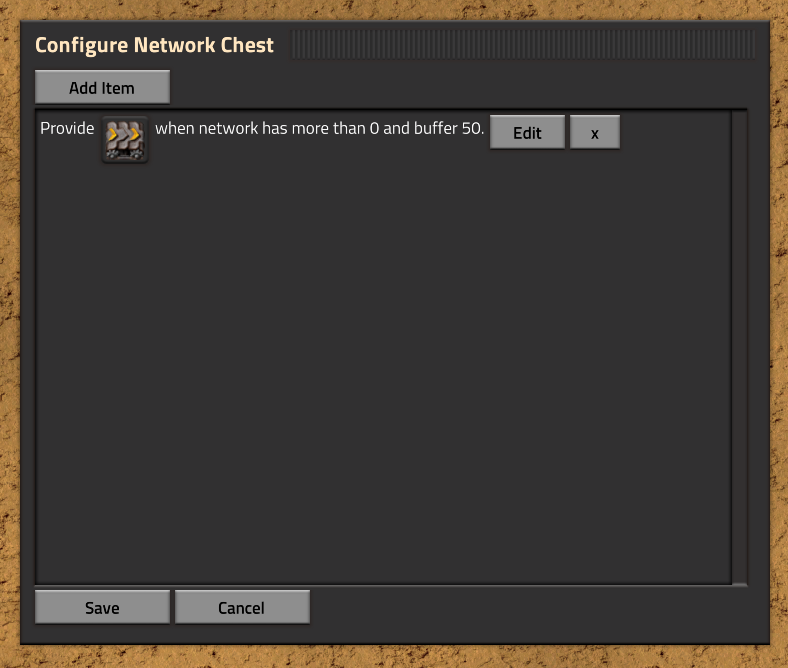 Configure Network Chest
Add Item
Provide when network has more than 0 and buffer 50. Edit x
Save Cancel